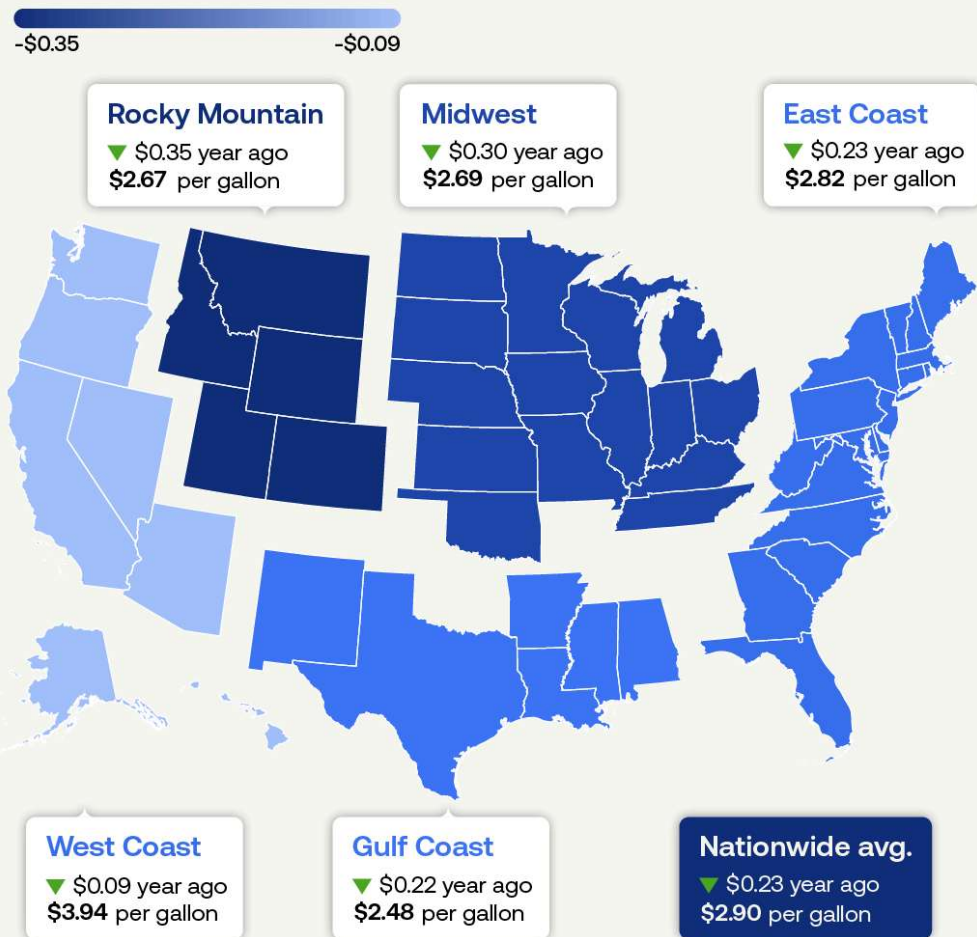 -$0.35 -$0.09
Rocky Mountain
▼ $0.35 year ago
$2.67 per gallon
Midwest
▼ $0.30 year ago
$2.69 per gallon
East Coast
▼ $0.23 year ago
$2.82 per gallon
West Coast
▼ $0.09 year ago
$3.94 per gallon
Gulf Coast
▼ $0.22 year ago
$2.48 per gallon
Nationwide avg.
▼ $0.23 year ago
$2.90 per gallon